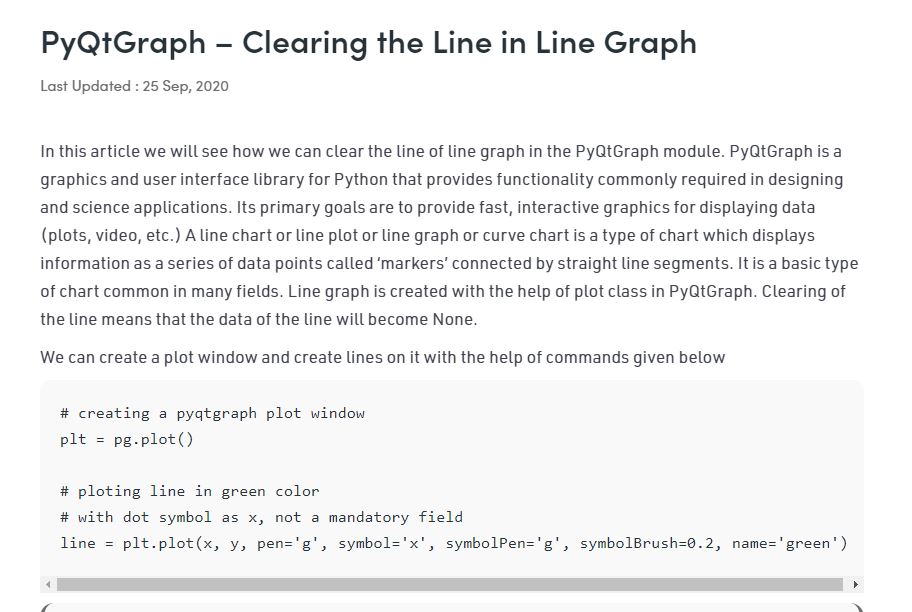 PyQtGraph – Clearing the Line in Line Graph
Last Updated : 25 Sep, 2020
In this article we will see how we can clear the line of line graph in the PyQtGraph module. PyQtGraph is a
graphics and user interface library for Python that provides functionality commonly required in designing
and science applications. Its primary goals are to provide fast, interactive graphics for displaying data
(plots, video, etc.) A line chart or line plot or line graph or curve chart is a type of chart which displays
information as a series of data points called ‘markers’ connected by straight line segments. It is a basic type
of chart common in many fields. Line graph is created with the help of plot class in PyQtGraph. Clearing of
the line means that the data of the line will become None.
We can create a plot window and create lines on it with the help of commands given below
# creating a pyqtgraph plot window
plt = pg.plot()
# ploting line in green color
# with dot symbol as x, not a mandatory field
line = plt.plot(x, y, pen='g', symbol='x', symbolPen='g', symbolBrush=0.2, name='green')